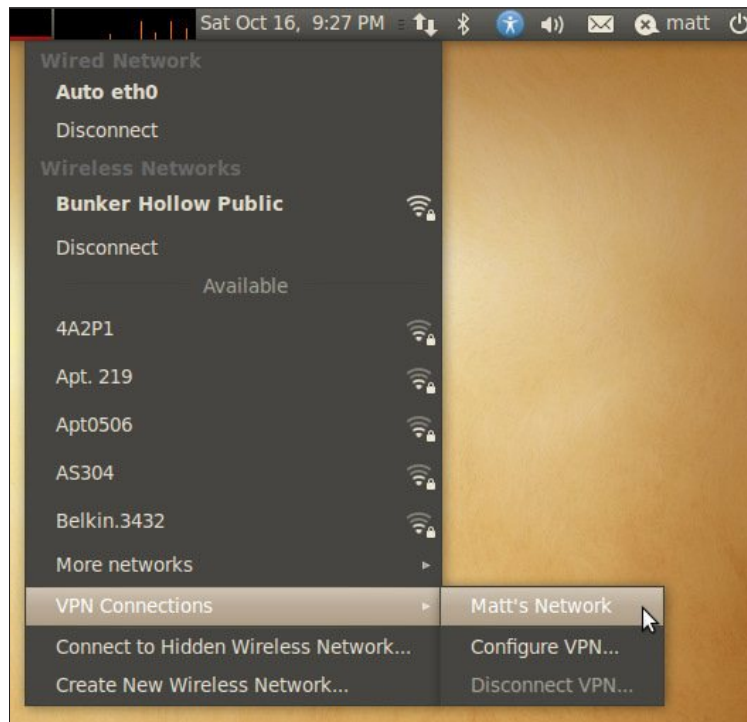 Sat Oct 16, 9:27 PM matt
Wired Network
Auto eth0
Disconnect
Wireless Networks
Bunker Hollow Public
Disconnect
Available
4A2P1
Apt. 219
Apt0506
AS304
Belkin.3432
More networks
VPN Connections
Matt's Network
Connect to Hidden Wireless Network...
Configure VPN...
Create New Wireless Network...
Disconnect VPN...